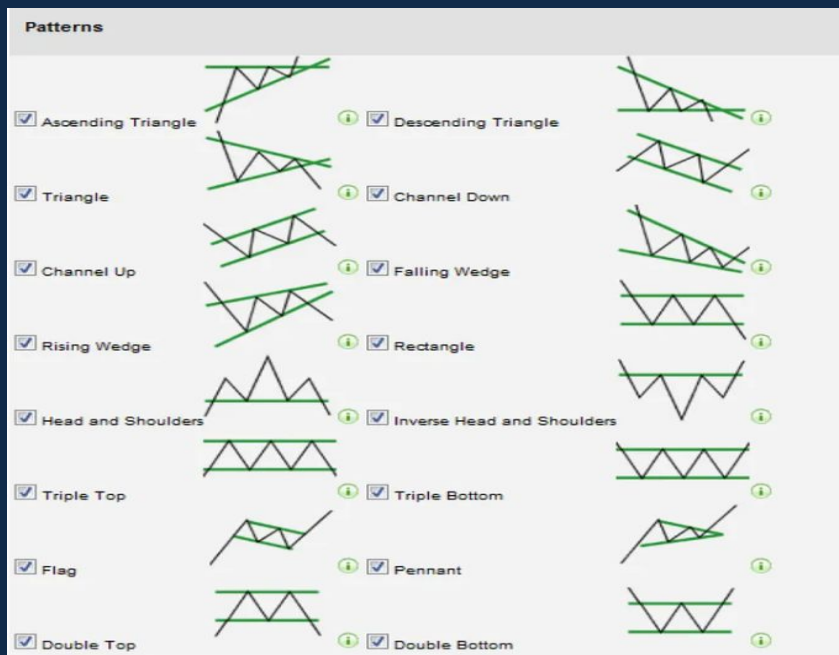 Patterns
Ascending Triangle
Descending Triangle
Triangle
Channel Down
Channel Up
Falling Wedge
Rising Wedge
Rectangle
Head and Shoulders
Inverse Head and Shoulders
Triple Top
Triple Bottom
Flag
Pennant
Double Top
Double Bottom